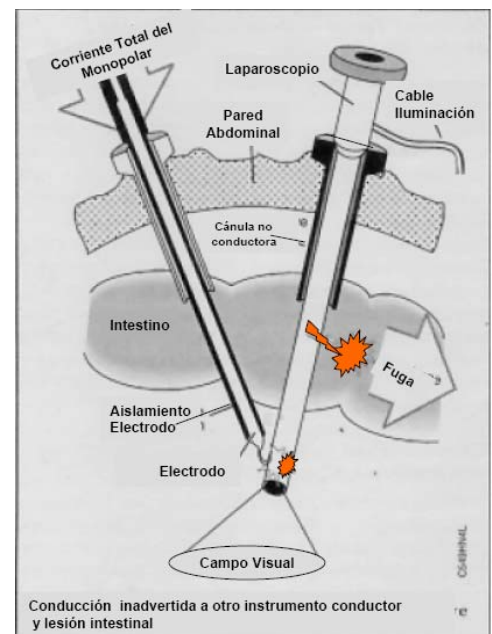 Corriente Total del
Monopolar
Laparoscopio
Cable
Iluminación
Pared
Abdominal
Cánula no
conductora
Intestino
Fuga
Aislamiento
Electrodo
Electrodo
Campo Visual
Conducción inadvertida a otro instrumento conductor
y lesión intestinal